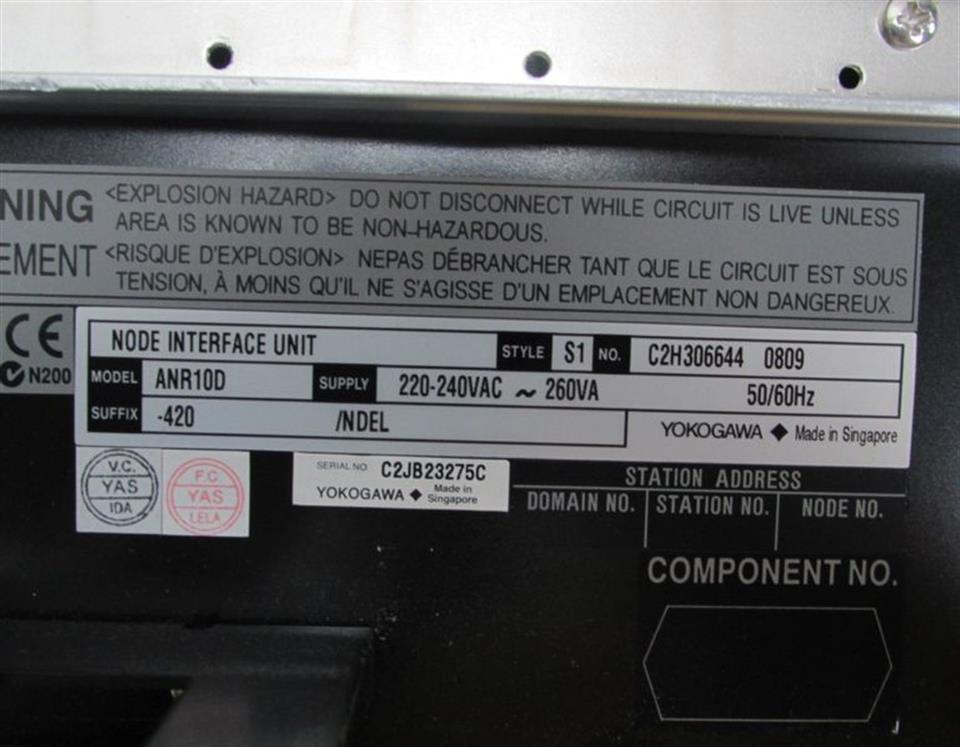 NING <EXPLOSION HAZARD> DO NOT DISCONNECT WHILE CIRCUIT IS LIVE UNLESS
AREA IS KNOWN TO BE NON-HAZARDOUS.
EMENT <RISQUE D'EXPLOSION> NEPAS DÉBRANCHER TANT QUE LE CIRCUIT EST SOUS
TENSION, À MOINS QU'IL NE S'AGISSE D'UN EMPLACEMENT NON DANGEREUX.
CE
N200
NODE INTERFACE UNIT STYLE S1 NO. C2H306644 0809
MODEL ANR10D SUPPLY 220-240VAC ~ 260VA 50/60Hz
SUFFIX -420 /NDEL
YOKOGAWA ◆ Made in Singapore
V.C.
YAS
IDA
F.C
YAS
LELA
SERIAL NO. C2JB23275C
YOKOGAWA ◆ Made in Singapore
STATION ADDRESS
DOMAIN NO. STATION NO. NODE NO.
COMPONENT NO.